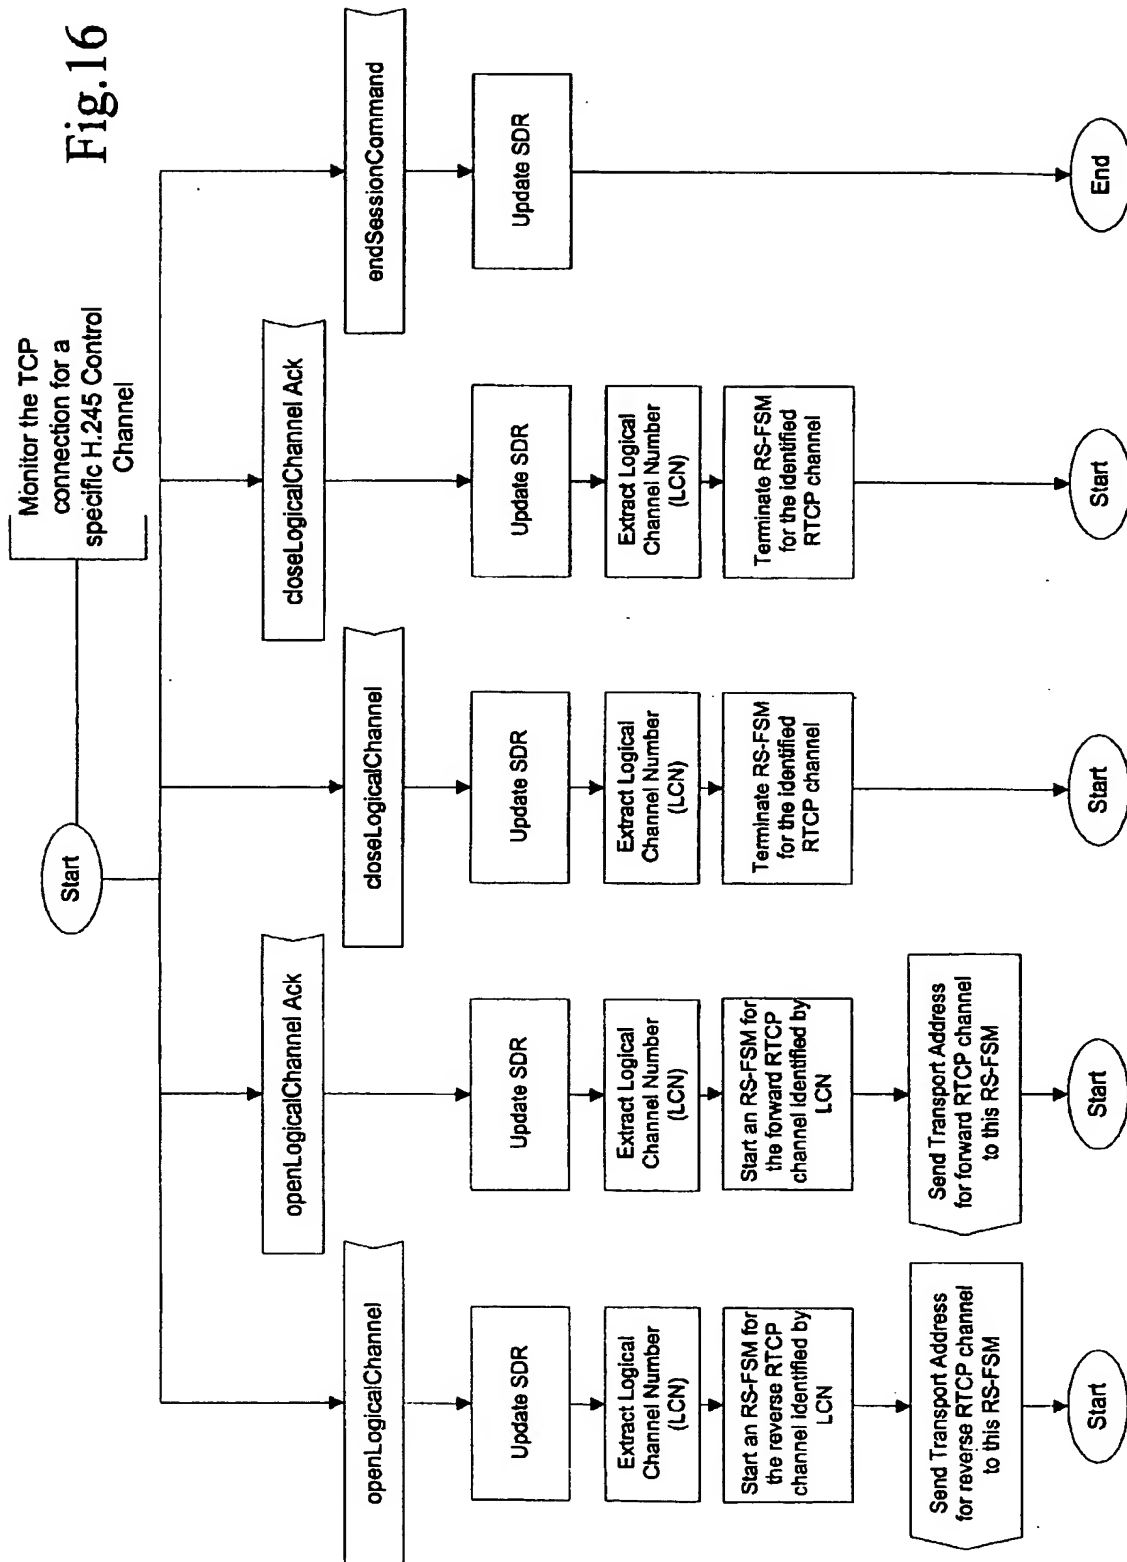 Fig.16
Monitor the TCP
connection for a
specific H.245 Control
Channel
Start
openLogicalChannel
Update SDR
Extract Logical
Channel Number
(LCN)
Start an RS-FSM for
the reverse RTCP
channel identified by
LCN
Send Transport Address
for reverse RTCP channel
to this RS-FSM
Start
openLogicalChannel Ack
Update SDR
Extract Logical
Channel Number
(LCN)
Start an RS-FSM for
the forward RTCP
channel identified by
LCN
Send Transport Address
for forward RTCP channel
to this RS-FSM
Start
closeLogicalChannel
Update SDR
Extract Logical
Channel Number
(LCN)
Terminate RS-FSM
for the identified
RTCP channel
Start
closeLogicalChannel Ack
Update SDR
Extract Logical
Channel Number
(LCN)
Terminate RS-FSM
for the identified
RTCP channel
Start
endSessionCommand
Update SDR
End